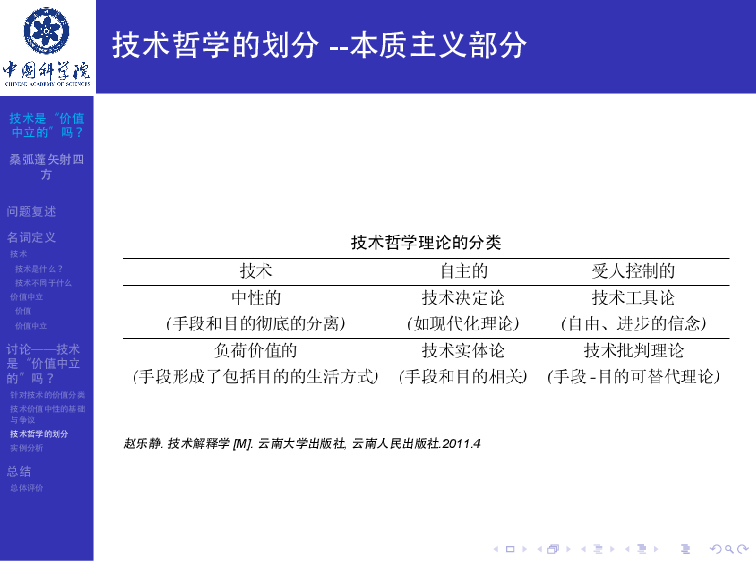 技术哲学的划分 --本质主义部分
中国科学院
CHINESE ACADEMY OF SCIENCES
技术是“价值
中立的”吗？
桑弧蓬矢射四
方
问题复述
名词定义
技术
技术是什么？
技术不同于什么
价值中立
价值
价值中立
讨论——技术
是“价值中立
的”吗？
针对技术的价值分类
技术价值中性的基础
与争议
技术哲学的划分
实例分析
总结
总体评价
技术哲学理论的分类
技术 自主的 受人控制的
中性的 技术决定论 技术工具论
(手段和目的彻底的分离) (如现代化理论) (自由、进步的信念)
负荷价值的 技术实体论 技术批判理论
(手段形成了包括目的的生活方式) (手段和目的相关) (手段 -目的可替代理论)
赵乐静. 技术解释学 [M]. 云南大学出版社, 云南人民出版社.2011.4